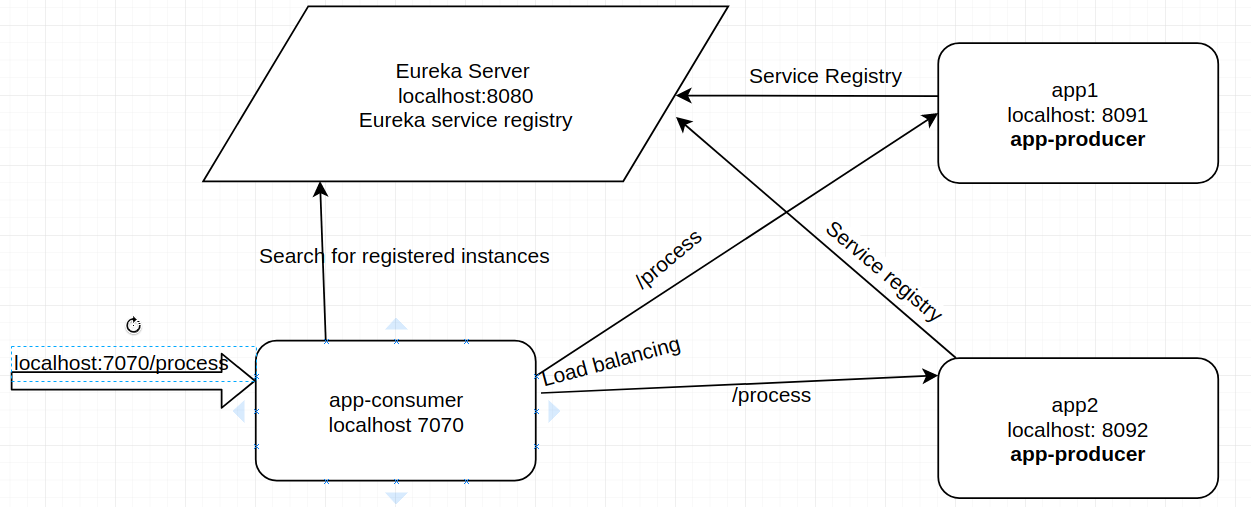 Eureka Server
localhost:8080
Eureka service registry
Service Registry
app1
localhost: 8091
app-producer
Search for registered instances
/process
Service registry
localhost:7070/process
app-consumer
localhost 7070
Load balancing
/process
app2
localhost: 8092
app-producer